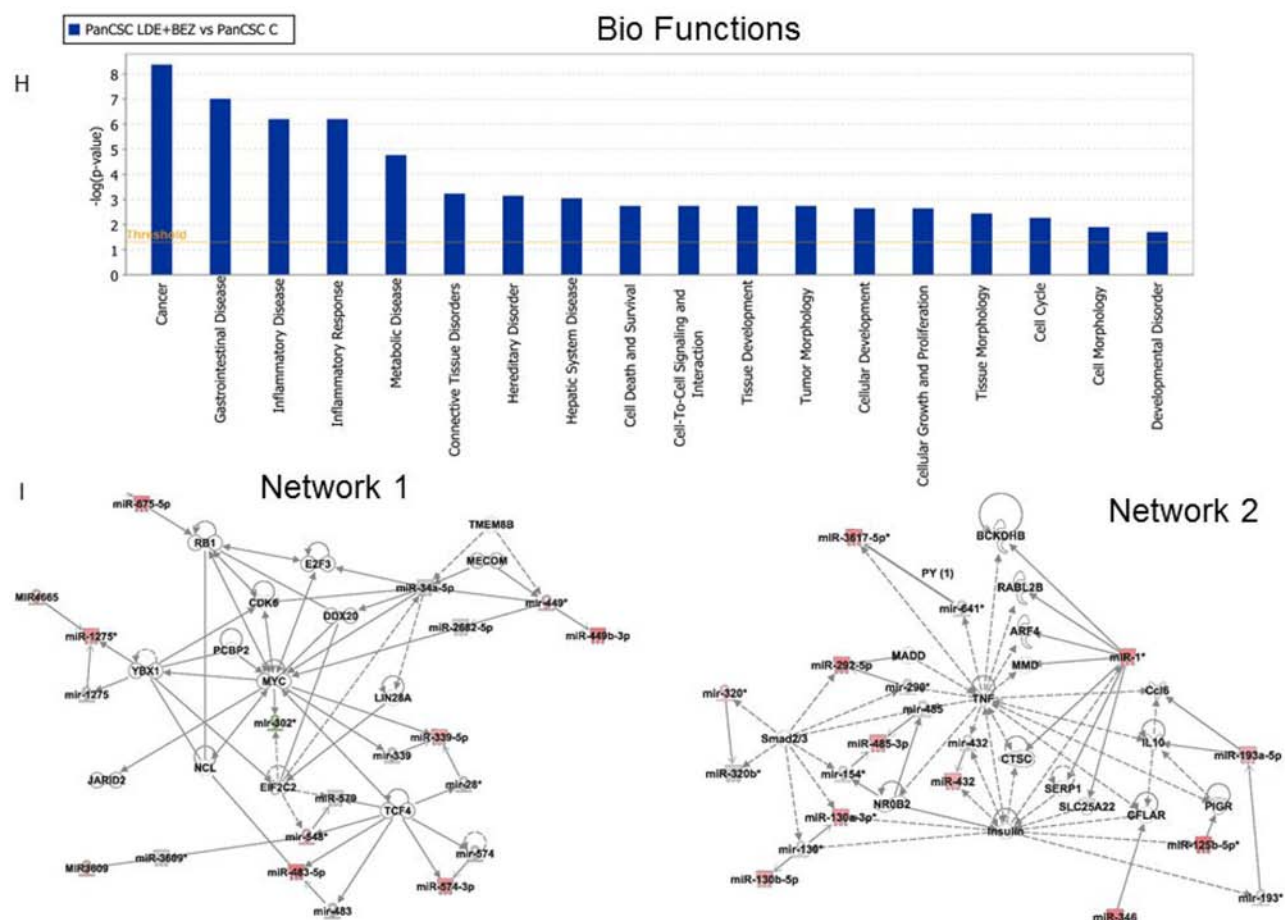 PanCSC LDE+BEZ vs PanCSC C
Bio Functions
H
-log(p-value)
8
7
6
5
4
3
2
1
0
Threshold
Cancer
Gastrointestinal Disease
Inflammatory Disease
Inflammatory Response
Metabolic Disease
Connective Tissue Disorders
Hereditary Disorder
Hepatic System Disease
Cell Death and Survival
Cell-To-Cell Signaling and
Interaction
Tissue Development
Tumor Morphology
Cellular Development
Cellular Growth and Proliferation
Tissue Morphology
Cell Cycle
Cell Morphology
Developmental Disorder
I
Network 1
miR-675-5p
TMEM8B
RB1
E2F3
MECOM
miR-34a-5p
MIR4665
CDK6
mir-449*
DDX20
miR-2682-5p
miR-449b-3p
miR-1275*
PCBP2
YBX1
MYC
mir-1275
LIN28A
mir-302*
miR-339-5p
mir-339
NCL
JARID2
EIF2C2
mir-28*
miR-579
TCF4
mir-548*
mir-574
MIR3609
miR-3609*
miR-483-5p
miR-574-3p
mir-483
Network 2
BCKDHB
miR-3617-5p*
PY (1)
RABL2B
mir-641*
ARF4
MADD
MMD
miR-1*
miR-292-5p
mir-290*
mir-320*
TNF
Ccl6
mir-485
Smad2/3
miR-485-3p
mir-432
IL10
miR-193a-5p
miR-320b*
mir-154*
CTSC
miR-432
SERP1
NR0B2
SLC25A22
PIGR
miR-130a-3p*
CFLAR
Insulin
miR-125b-5p*
mir-130*
miR-130b-5p
mir-193*
miR-346